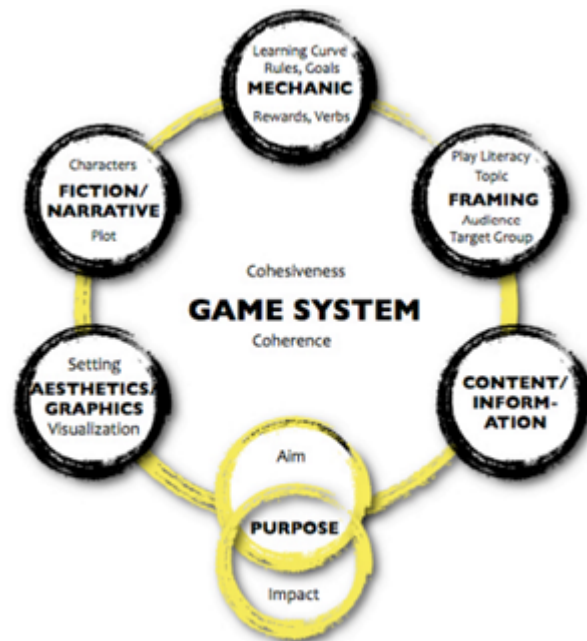 Learning Curve
Rules, Goals
MECHANIC
Rewards, Verbs
Characters
FICTION/
NARRATIVE
Plot
Play Literacy
Topic
FRAMING
Audience
Target Group
Cohesiveness
GAME SYSTEM
Coherence
Setting
AESTHETICS/
GRAPHICS
Visualization
CONTENT/
INFORM-
ATION
Aim
PURPOSE
Impact